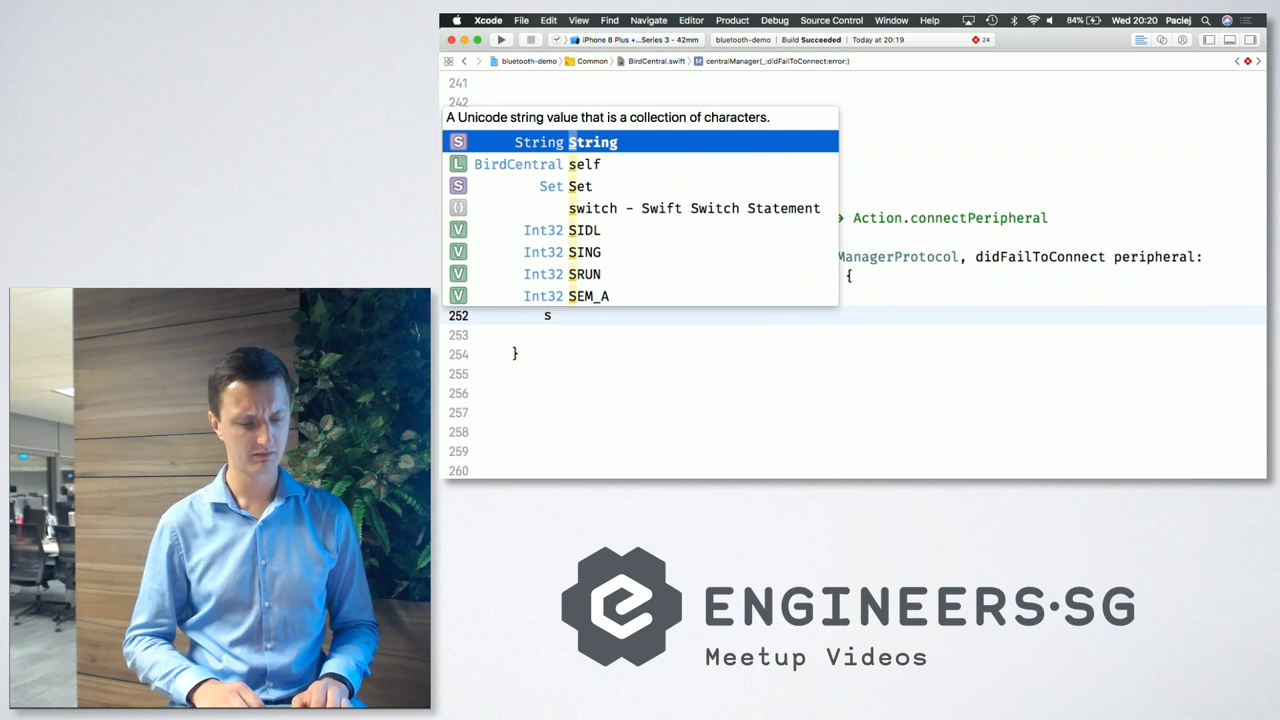 Xcode File Edit View Find Navigate Editor Product Debug Source Control Window Help 84% Wed 20:20 Paciej
iPhone 8 Plus +...Series 3 - 42mm bluetooth-demo | Build Succeeded | Today at 20:19 24
bluetooth-demo Common BirdCentral.swift M centralManager(_:didFailToConnect:error:)
241
242
A Unicode string value that is a collection of characters.
S String String
L BirdCentral self
S Set Set
{} switch – Swift Switch Statement
V Int32 SIDL
V Int32 SING
V Int32 SRUN
V Int32 SEM_A
Action.connectPeripheral
ManagerProtocol, didFailToConnect peripheral:
{
252 s
253
254 }
255
256
257
258
259
260
ENGINEERS·SG
Meetup Videos